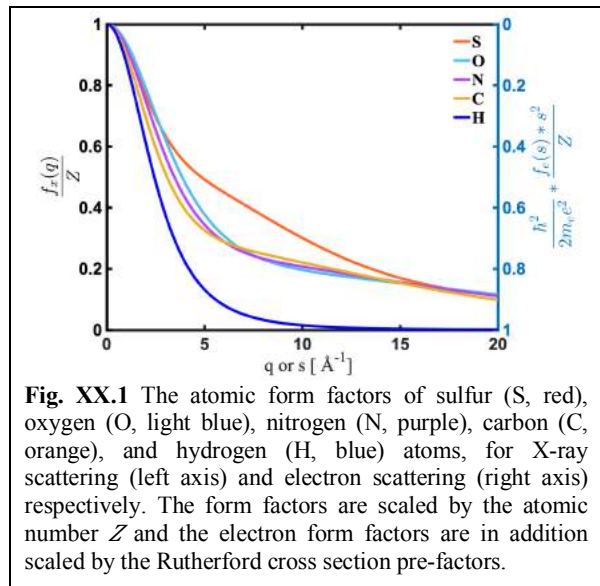 1
0.8
0.6
0.4
0.2
0
f_x(q)
Z
0
0.2
0.4
0.6
0.8
1
ħ² / 2mₑe² * fₑ(s) * s² / Z
S
O
N
C
H
0 5 10 15 20
q or s [ Å⁻¹]
Fig. XX.1 The atomic form factors of sulfur (S, red),
oxygen (O, light blue), nitrogen (N, purple), carbon (C,
orange), and hydrogen (H, blue) atoms, for X-ray
scattering (left axis) and electron scattering (right axis)
respectively. The form factors are scaled by the atomic
number Z and the electron form factors are in addition
scaled by the Rutherford cross section pre-factors.